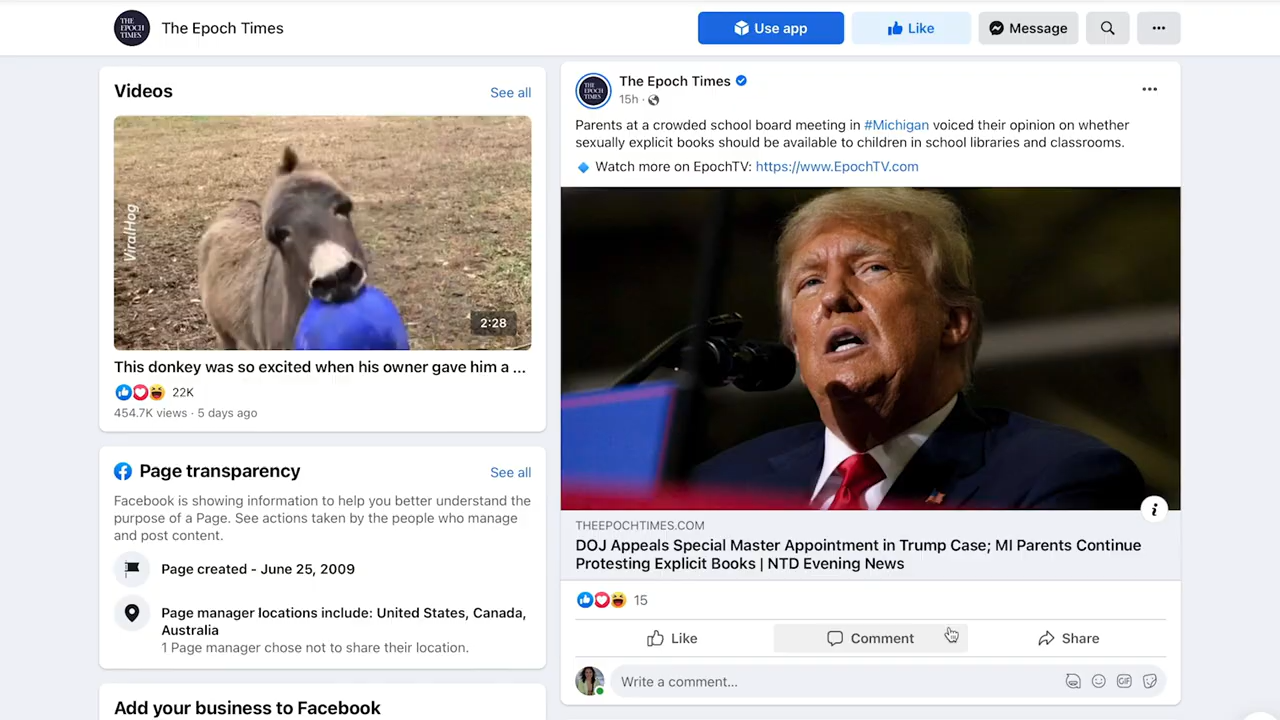 THE EPOCH TIMES
The Epoch Times
Use app
Like
Message
Videos
See all
ViralHog
2:28
This donkey was so excited when his owner gave him a ...
22K
454.7K views · 5 days ago
Page transparency
See all
Facebook is showing information to help you better understand the
purpose of a Page. See actions taken by the people who manage
and post content.
Page created - June 25, 2009
Page manager locations include: United States, Canada,
Australia
1 Page manager chose not to share their location.
Add your business to Facebook
THE EPOCH TIMES
The Epoch Times
15h ·
Parents at a crowded school board meeting in #Michigan voiced their opinion on whether
sexually explicit books should be available to children in school libraries and classrooms.
Watch more on EpochTV: https://www.EpochTV.com
THEEPOCHTIMES.COM
DOJ Appeals Special Master Appointment in Trump Case; MI Parents Continue
Protesting Explicit Books | NTD Evening News
15
Like
Comment
Share
Write a comment...
GIF